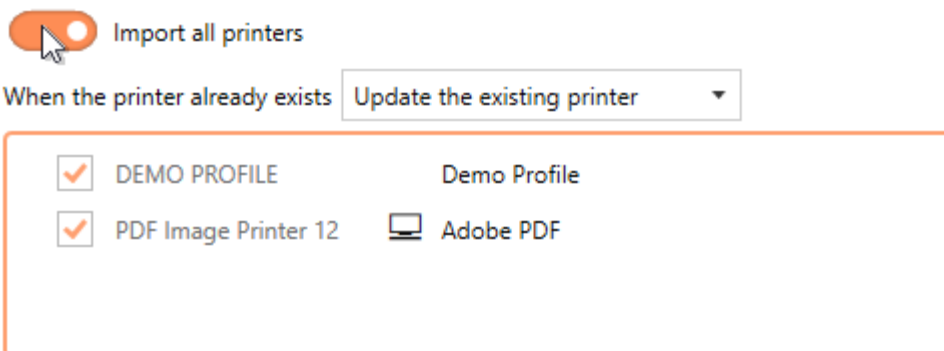 Import all printers
When the printer already exists Update the existing printer
DEMO PROFILE Demo Profile
PDF Image Printer 12 Adobe PDF